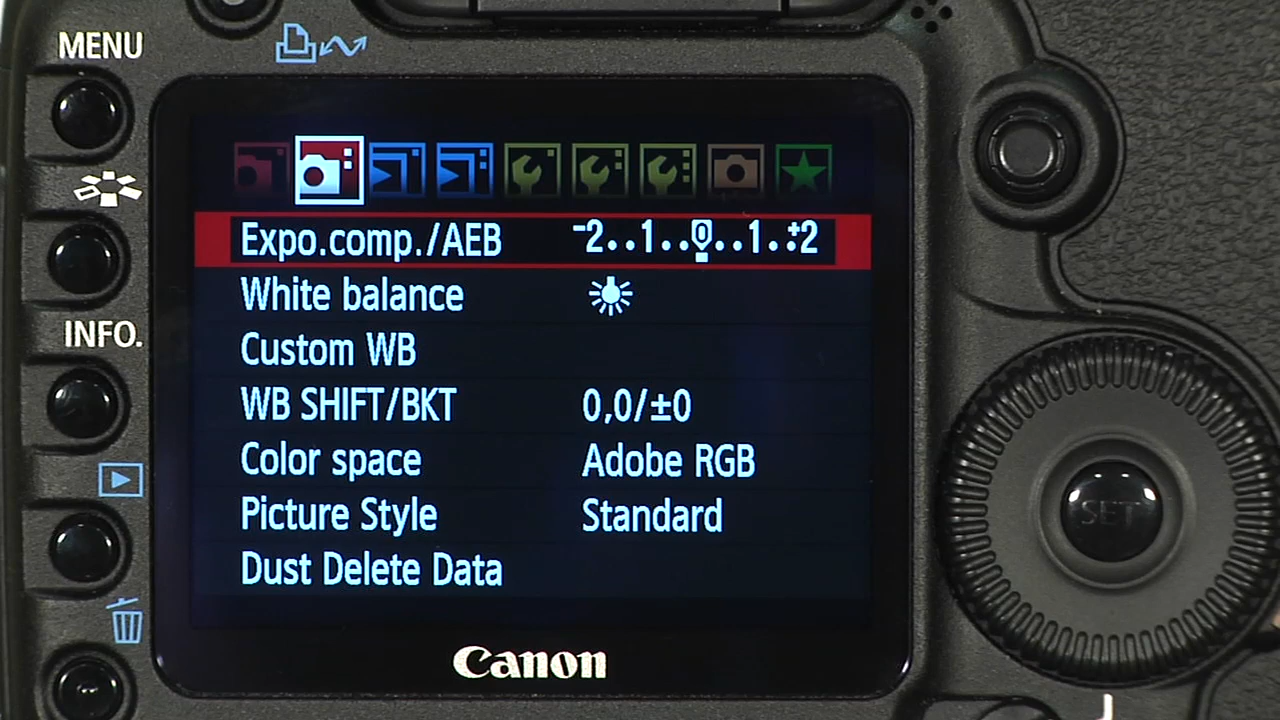 MENU
Expo.comp./AEB -2..1..0..1..+2
White balance
INFO.
Custom WB
WB SHIFT/BKT 0,0/±0
Color space Adobe RGB
Picture Style Standard
SET
Dust Delete Data
Canon